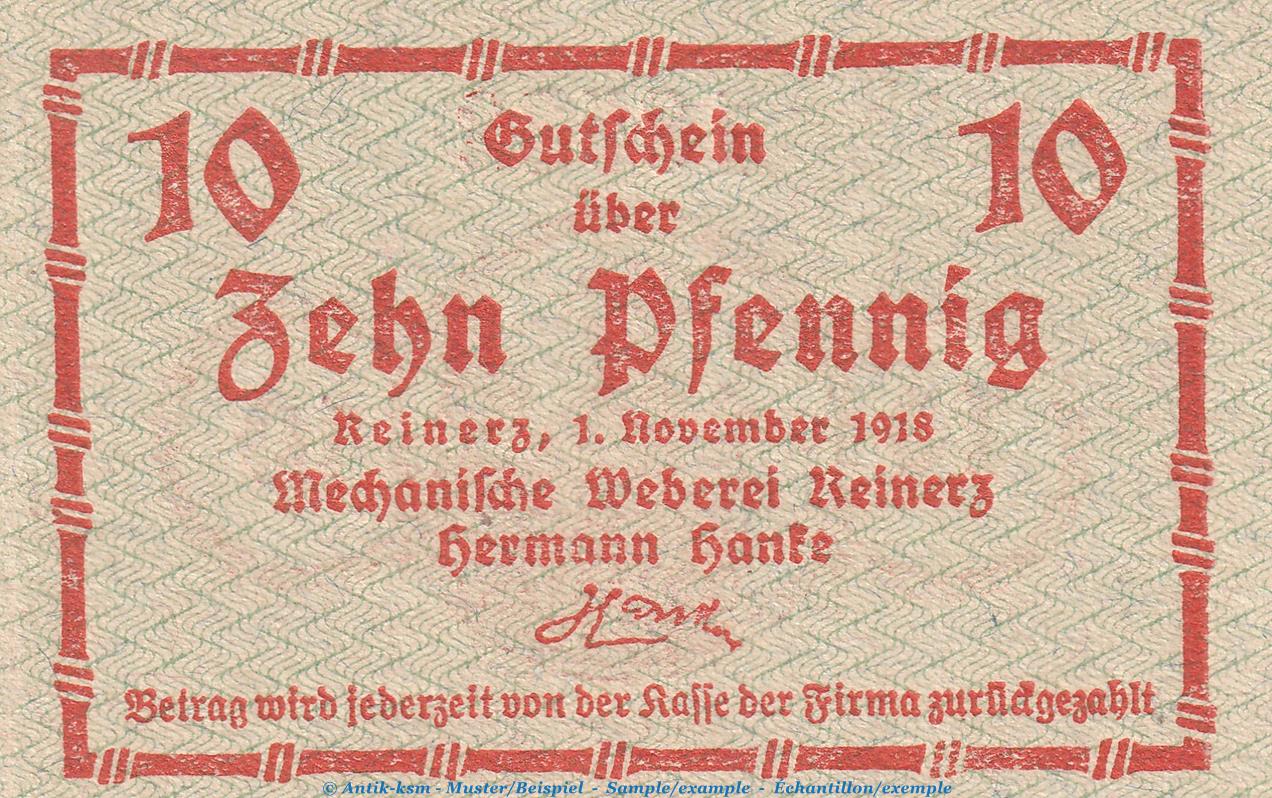 10 Gutschein 10
über
Zehn Pfennig
Reinerz, 1. November 1918
Mechanische Weberei Reinerz
Hermann Hanke
Betrag wird jederzeit von der Kasse der Firma zurückgezahlt
© Antik-ksm - Muster/Beispiel - Sample/example - Échantillon/exemple